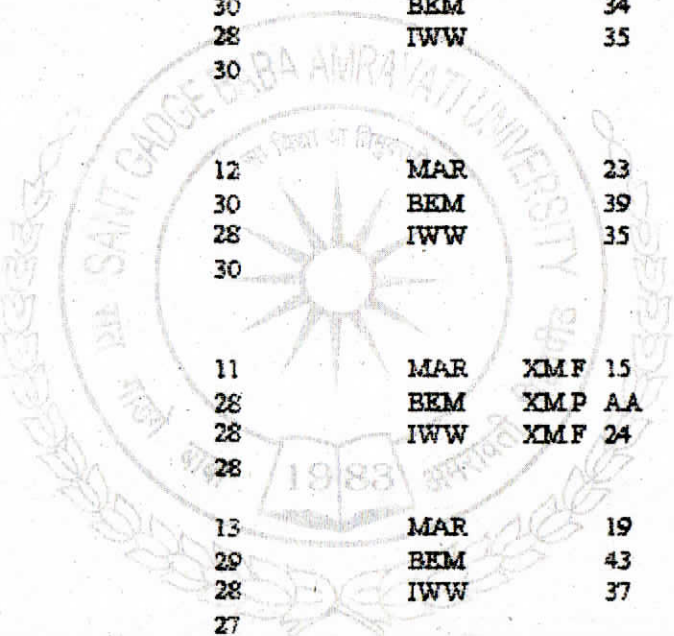 30 BEM 34
28 IWW 35
30
SANT GADGE BABA AMRAVATI UNIVERSITY
12 MAR 23
30 BEM 39
28 IWW 35
30
11 MAR XMF 15
28 BEM XMP AA
28 IWW XMF 24
28
1983
13 MAR 19
29 BEM 43
28 IWW 37
27